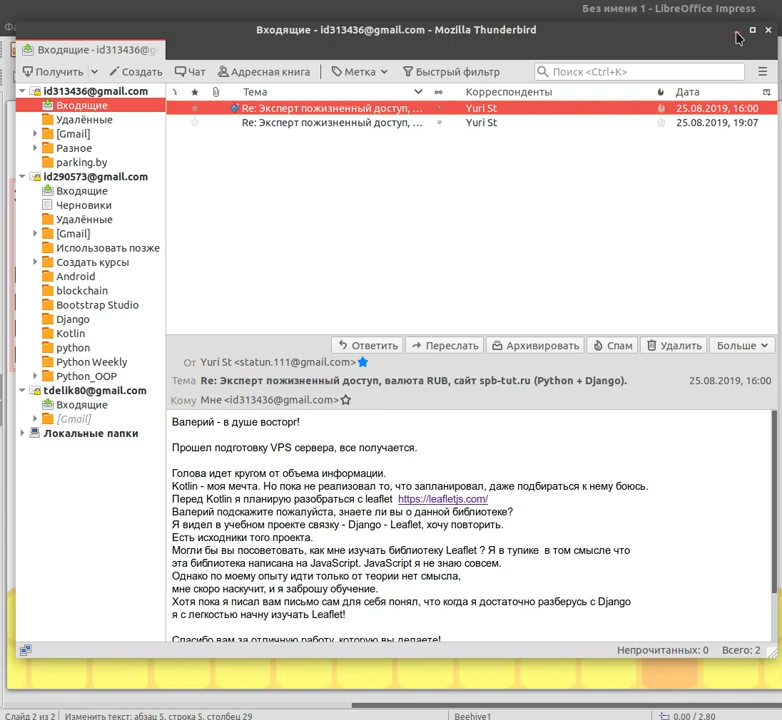 Без имени 1 - LibreOffice Impress
Входящие - id313436@gmail.com - Mozilla Thunderbird
Входящие - id313436@g
Получить Создать Чат Адресная книга Метка Быстрый фильтр Поиск <Ctrl+K>
id313436@gmail.com
Входящие
Удалённые
[Gmail]
Разное
parking.by
id290573@gmail.com
Входящие
Черновики
Удалённые
[Gmail]
Использовать позже
Создать курсы
Android
blockchain
Bootstrap Studio
Django
Kotlin
python
Python Weekly
Python_OOP
tdelik80@gmail.com
Входящие
[Gmail]
Локальные папки
Тема Корреспонденты Дата
Re: Эксперт пожизненный доступ, ... Yuri St 25.08.2019, 16:00
Re: Эксперт пожизненный доступ, ... Yuri St 25.08.2019, 19:07
Ответить Переслать Архивировать Спам Удалить Больше
От Yuri St <statun.111@gmail.com>
Тема Re: Эксперт пожизненный доступ, валюта RUB, сайт spb-tut.ru (Python + Django). 25.08.2019, 16:00
Кому Мне <id313436@gmail.com>
Валерий - в душе восторг!
Прошел подготовку VPS сервера, все получается.
Голова идет кругом от объема информации.
Kotlin - моя мечта. Но пока не реализовал то, что запланировал, даже подбираться к нему боюсь.
Перед Kotlin я планирую разобраться с leaflet https://leafletjs.com/
Валерий подскажите пожалуйста, знаете ли вы о данной библиотеке?
Я видел в учебном проекте связку - Django - Leaflet, хочу повторить.
Есть исходники того проекта.
Могли бы вы посоветовать, как мне изучать библиотеку Leaflet ? Я в тупике в том смысле что
эта библиотека написана на JavaScript. JavaScript я не знаю совсем.
Однако по моему опыту идти только от теории нет смысла,
мне скоро наскучит, и я заброшу обучение.
Хотя пока я писал вам письмо сам для себя понял, что когда я достаточно разберусь с Django
я с легкостью начну изучать Leaflet!
Спасибо вам за отличную работу, которую вы делаете!
Непрочитанных: 0 Всего: 2
Слайд 2 из 2 Изменить текст: абзац 5, строка 5, столбец 29 Beehive1 0.00 / 2.80